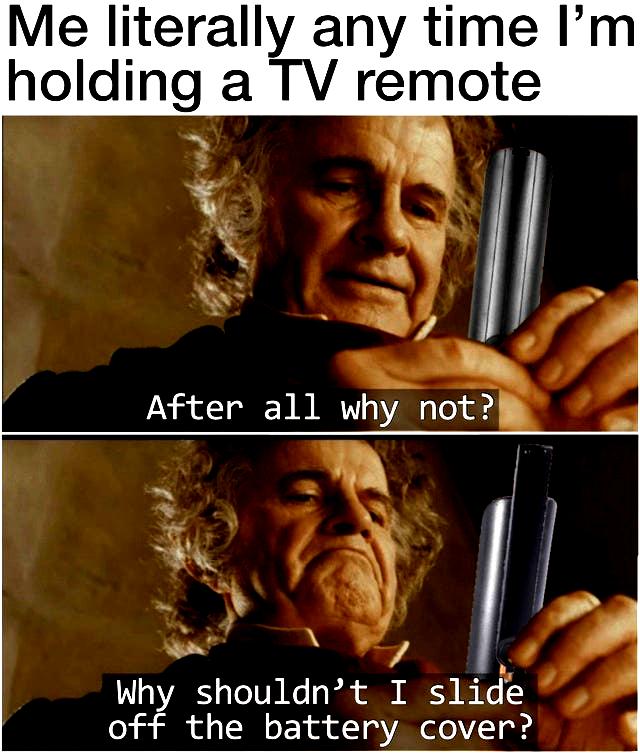 Me literally any time I’m
holding a TV remote
After all why not?
Why shouldn’t I slide
off the battery cover?